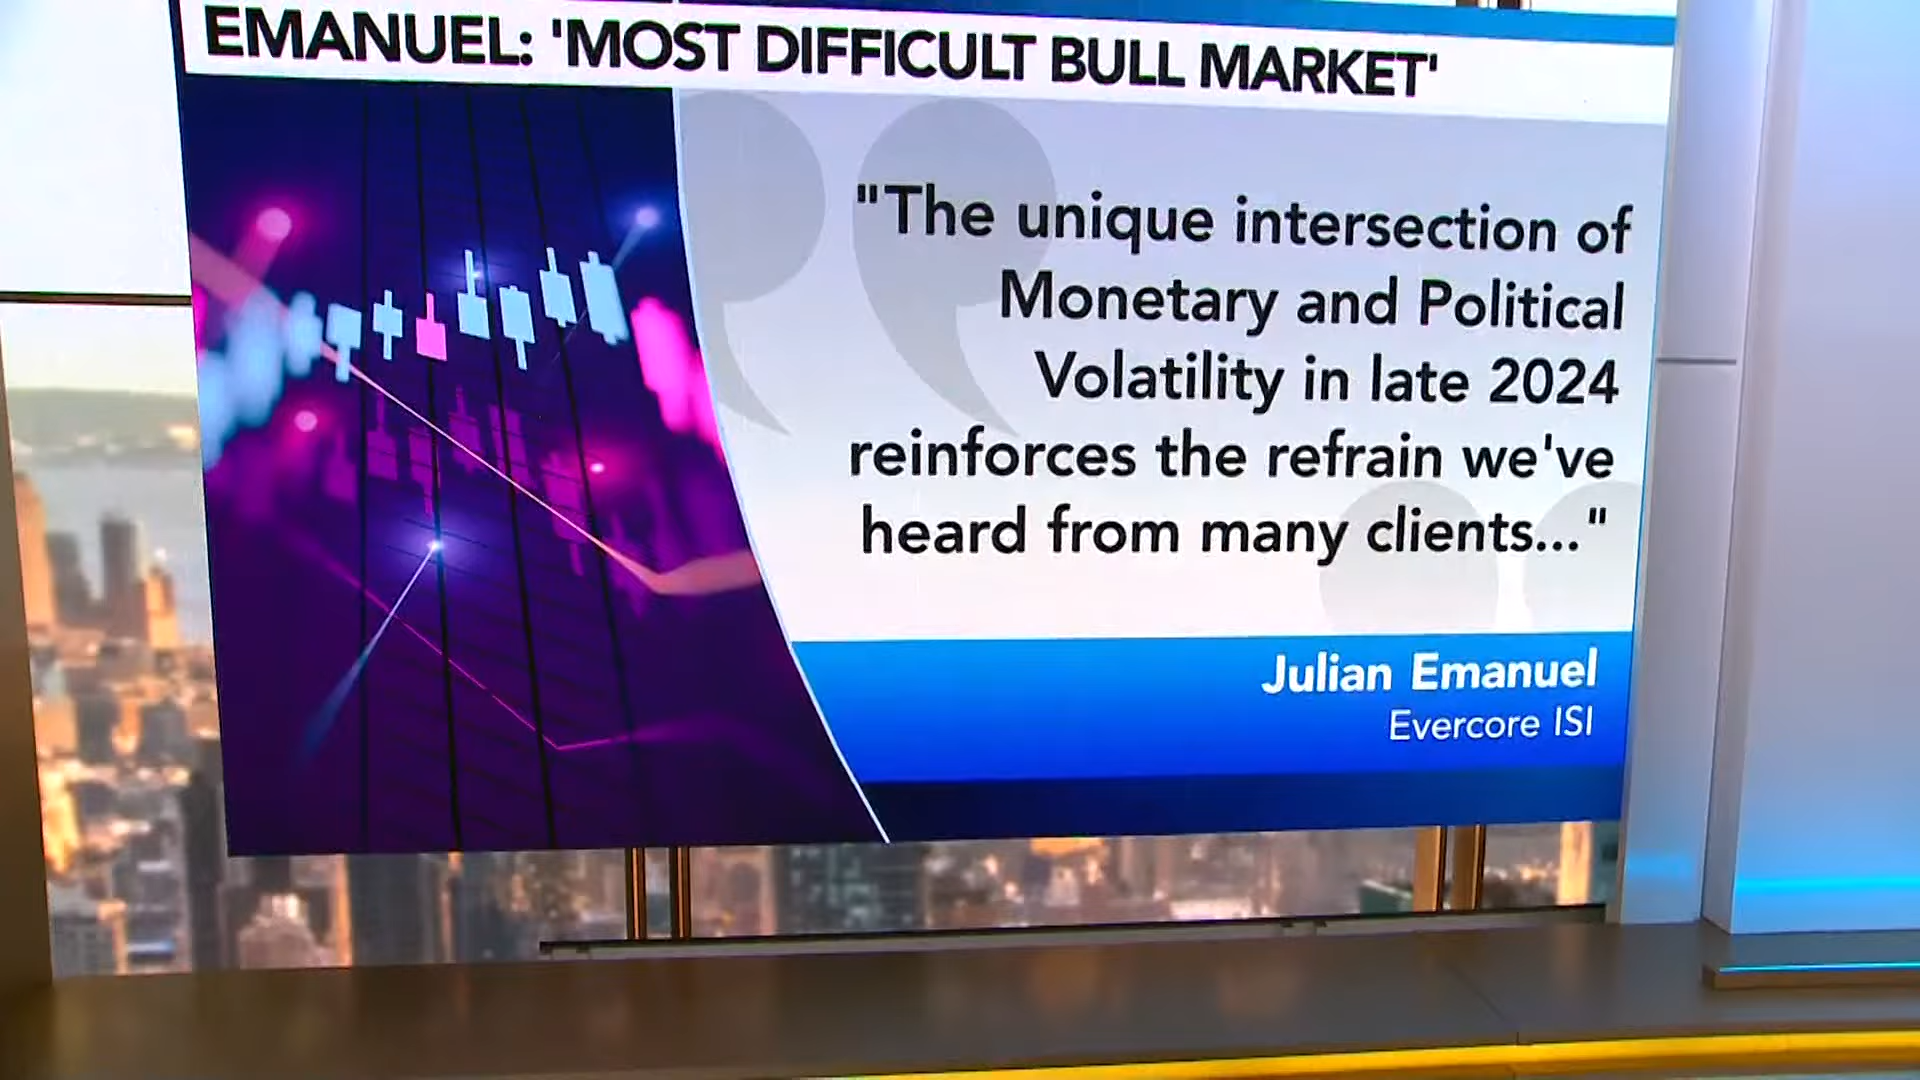 EMANUEL: 'MOST DIFFICULT BULL MARKET'
"The unique intersection of
Monetary and Political
Volatility in late 2024
reinforces the refrain we've
heard from many clients..."
Julian Emanuel
Evercore ISI